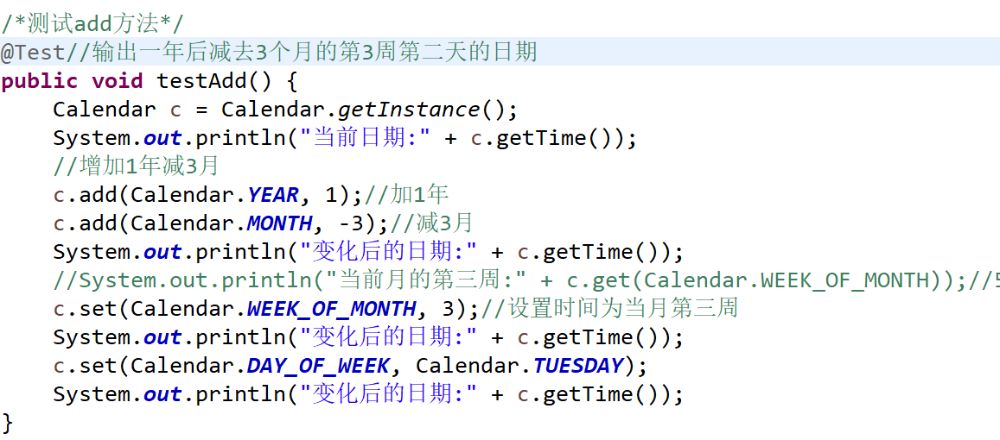 /*测试add方法*/
@Test//输出一年后减去3个月的第3周第二天的日期
public void testAdd() {
    Calendar c = Calendar.getInstance();
    System.out.println("当前日期:" + c.getTime());
    //增加1年减3月
    c.add(Calendar.YEAR, 1);//加1年
    c.add(Calendar.MONTH, -3);//减3月
    System.out.println("变化后的日期:" + c.getTime());
    //System.out.println("当前月的第三周:" + c.get(Calendar.WEEK_OF_MONTH));//5
    c.set(Calendar.WEEK_OF_MONTH, 3);//设置时间为当月第三周
    System.out.println("变化后的日期:" + c.getTime());
    c.set(Calendar.DAY_OF_WEEK, Calendar.TUESDAY);
    System.out.println("变化后的日期:" + c.getTime());
}